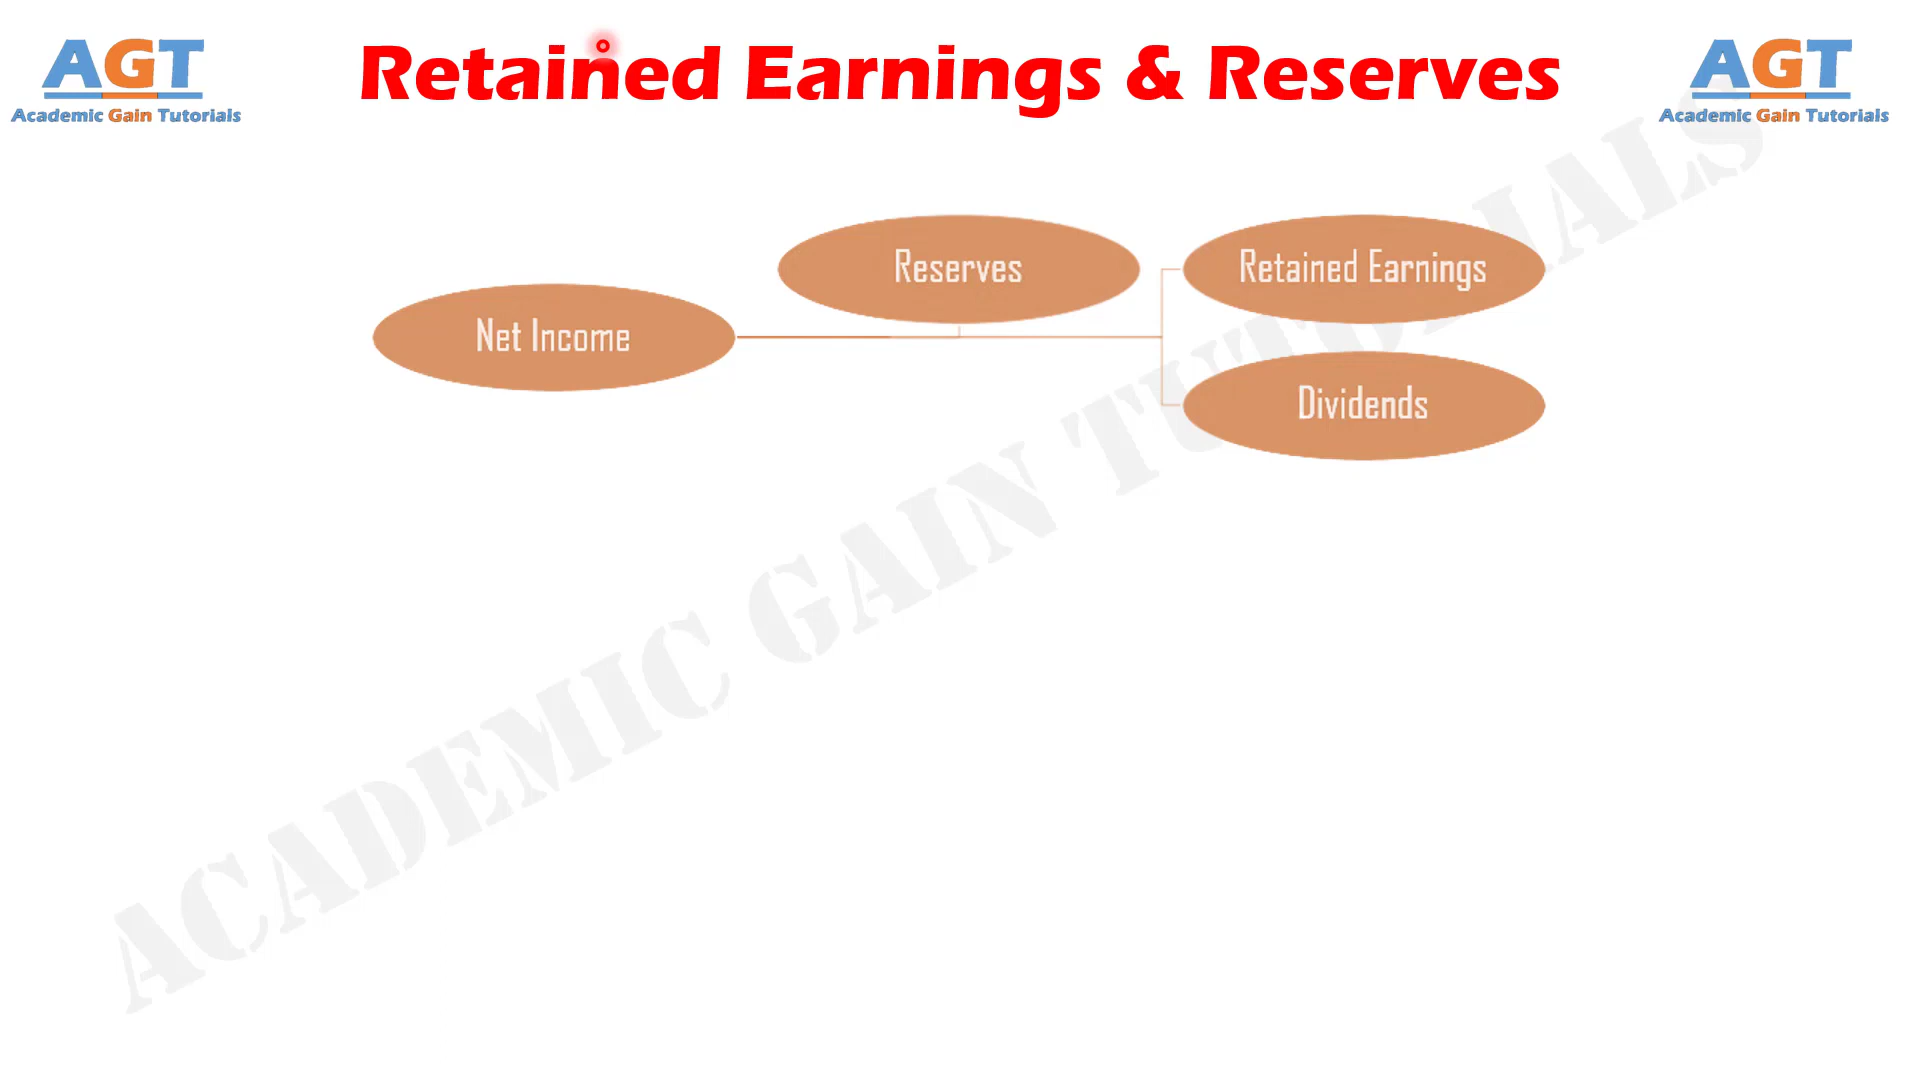 AGT
Academic Gain Tutorials
Retained Earnings & Reserves
AGT
Academic Gain Tutorials
Reserves
Retained Earnings
Net Income
Dividends
ACADEMIC GAIN TUTORIALS